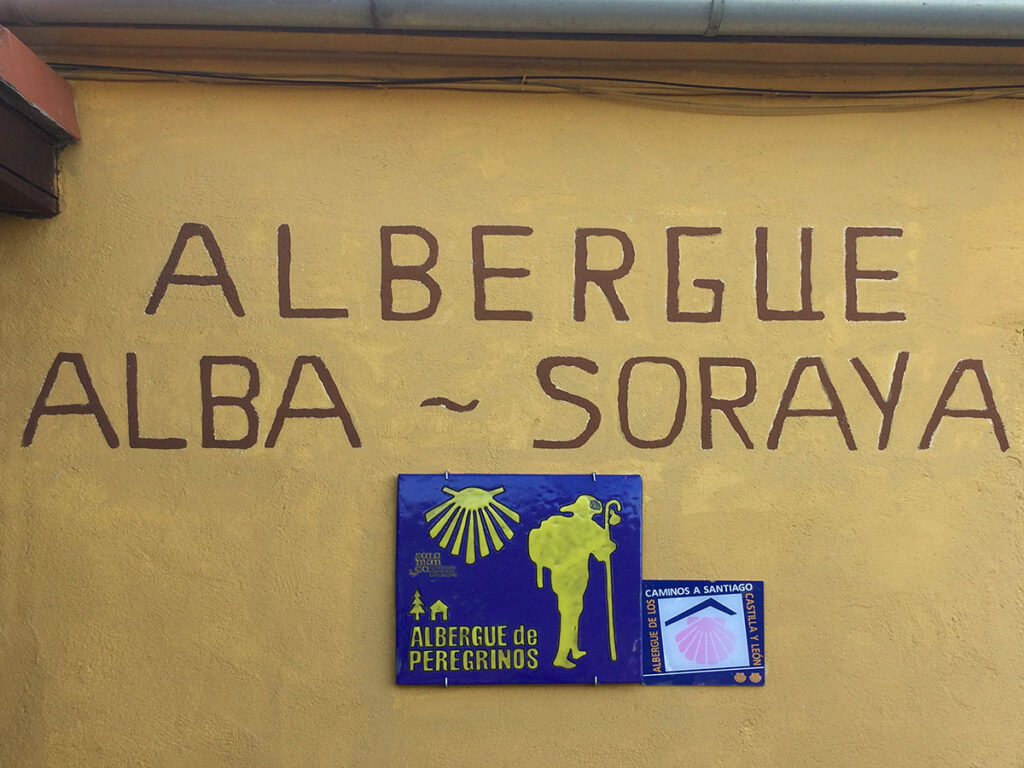 ALBERGUE
ALBA ~ SORAYA
ALBERGUE de
PEREGRINOS
CAMINOS A SANTIAGO
ALBERGUE DE LOS
CASTILLA Y LEÓN